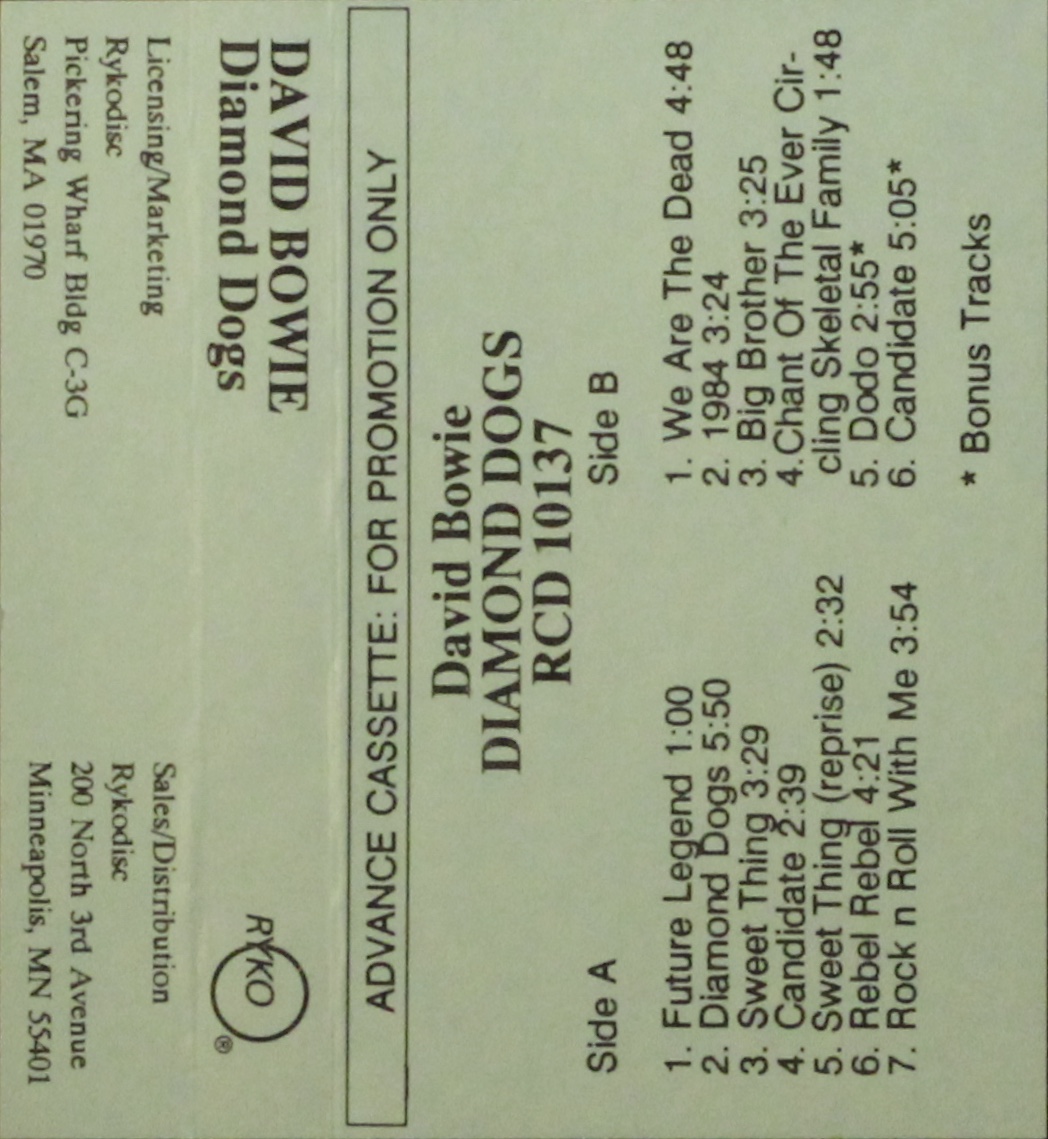 Licensing/Marketing
Rykodisc
Pickering Wharf Bldg C-3G
Salem, MA 01970
Sales/Distribution
Rykodisc
200 North 3rd Avenue
Minneapolis, MN 55401
DAVID BOWIE
Diamond Dogs
RYKO
®
ADVANCE CASSETTE: FOR PROMOTION ONLY
David Bowie
DIAMOND DOGS
RCD 10137
Side A
1. Future Legend 1:00
2. Diamond Dogs 5:50
3. Sweet Thing 3:29
4. Candidate 2:39
5. Sweet Thing (reprise) 2:32
6. Rebel Rebel 4:21
7. Rock n Roll With Me 3:54
Side B
1. We Are The Dead 4:48
2. 1984 3:24
3. Big Brother 3:25
4.Chant Of The Ever Cir-
cling Skeletal Family 1:48
5. Dodo 2:55*
6. Candidate 5:05*
* Bonus Tracks